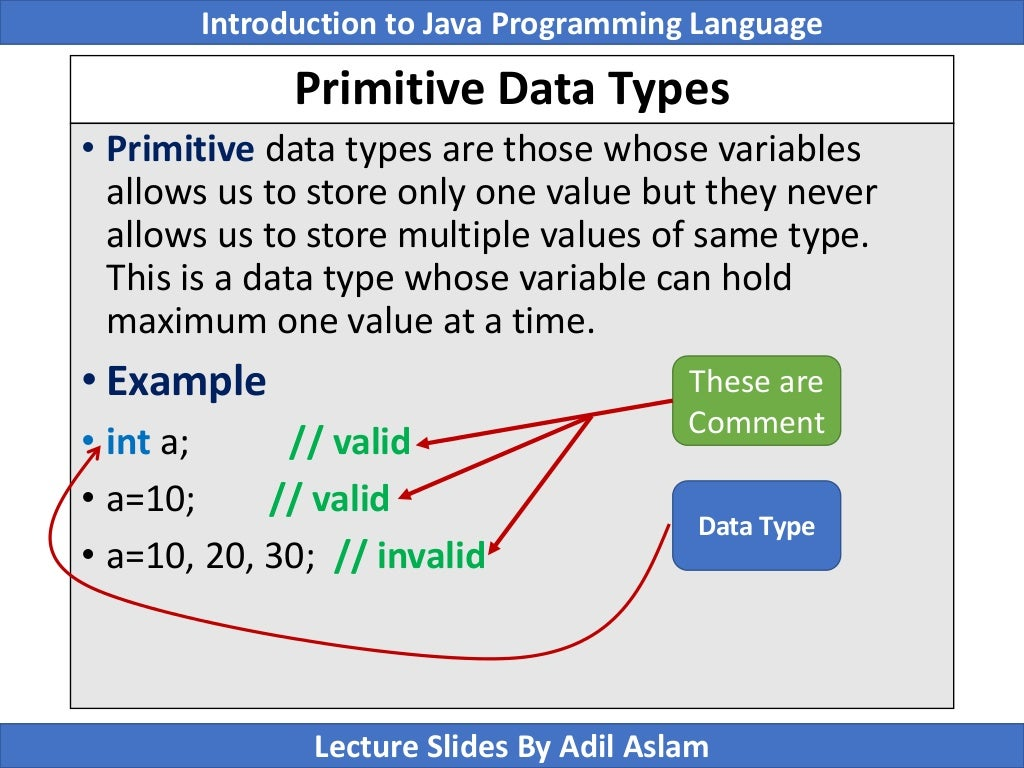 Introduction to Java Programming Language
Primitive Data Types
• Primitive data types are those whose variables
allows us to store only one value but they never
allows us to store multiple values of same type.
This is a data type whose variable can hold
maximum one value at a time.
• Example
These are
Comment
• int a; // valid
• a=10; // valid
Data Type
• a=10, 20, 30; // invalid
Lecture Slides By Adil Aslam